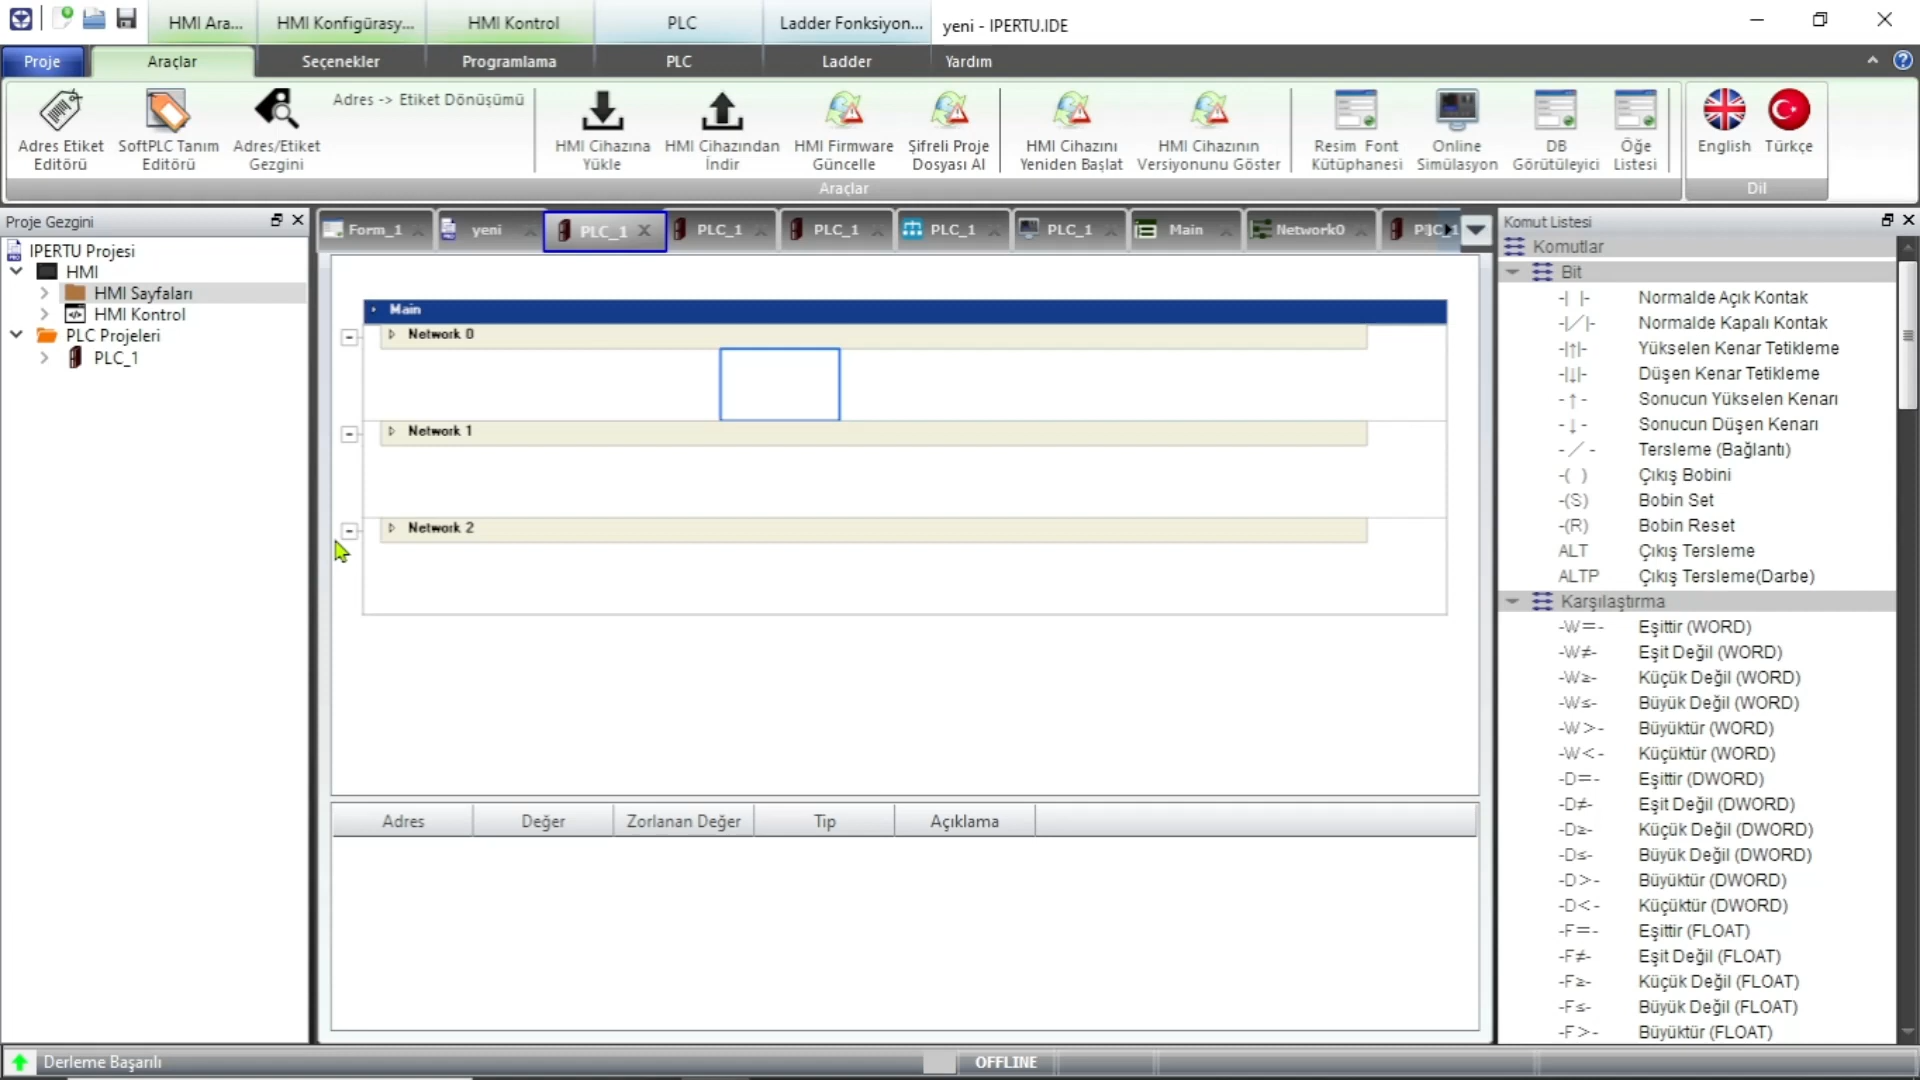 HMI Ara... HMI Konfigürasy... HMI Kontrol PLC Ladder Fonksiyon... yeni - IPERTU.IDE
Proje Araçlar Seçenekler Programlama PLC Ladder Yardım
Adres Etiket Editörü
SoftPLC Tanım Editörü
Adres/Etiket Gezgini
Adres -> Etiket Dönüşümü
HMI Cihazına Yükle
HMI Cihazından İndir
HMI Firmware Güncelle
Şifreli Proje Dosyası Al
HMI Cihazını Yeniden Başlat
HMI Cihazının Versiyonunu Göster
Resim Font Kütüphanesi
Online Simülasyon
DB Görütüleyici
Öğe Listesi
English Türkçe
Araçlar Dil
Proje Gezgini
IPERTU Projesi
HMI
HMI Sayfaları
HMI Kontrol
PLC Projeleri
PLC_1
Form_1 yeni PLC_1 PLC_1 PLC_1 PLC_1 PLC_1 Main Network0 PLC_1
Main
Network 0
Network 1
Network 2
Adres Değer Zorlanan Değer Tip Açıklama
Komut Listesi
Komutlar
Bit
-| |- Normalde Açık Kontak
-|/|- Normalde Kapalı Kontak
-|↑|- Yükselen Kenar Tetikleme
-|↓|- Düşen Kenar Tetikleme
-↑- Sonucun Yükselen Kenarı
-↓- Sonucun Düşen Kenarı
-/- Tersleme (Bağlantı)
-( ) Çıkış Bobini
-(S) Bobin Set
-(R) Bobin Reset
ALT Çıkış Tersleme
ALTP Çıkış Tersleme(Darbe)
Karşılaştırma
-W=- Eşittir (WORD)
-W≠- Eşit Değil (WORD)
-W≥- Küçük Değil (WORD)
-W≤- Büyük Değil (WORD)
-W>- Büyüktür (WORD)
-W<- Küçüktür (WORD)
-D=- Eşittir (DWORD)
-D≠- Eşit Değil (DWORD)
-D≥- Küçük Değil (DWORD)
-D≤- Büyük Değil (DWORD)
-D>- Büyüktür (DWORD)
-D<- Küçüktür (DWORD)
-F=- Eşittir (FLOAT)
-F≠- Eşit Değil (FLOAT)
-F≥- Küçük Değil (FLOAT)
-F≤- Büyük Değil (FLOAT)
-F>- Büyüktür (FLOAT)
Derleme Başarılı OFFLINE